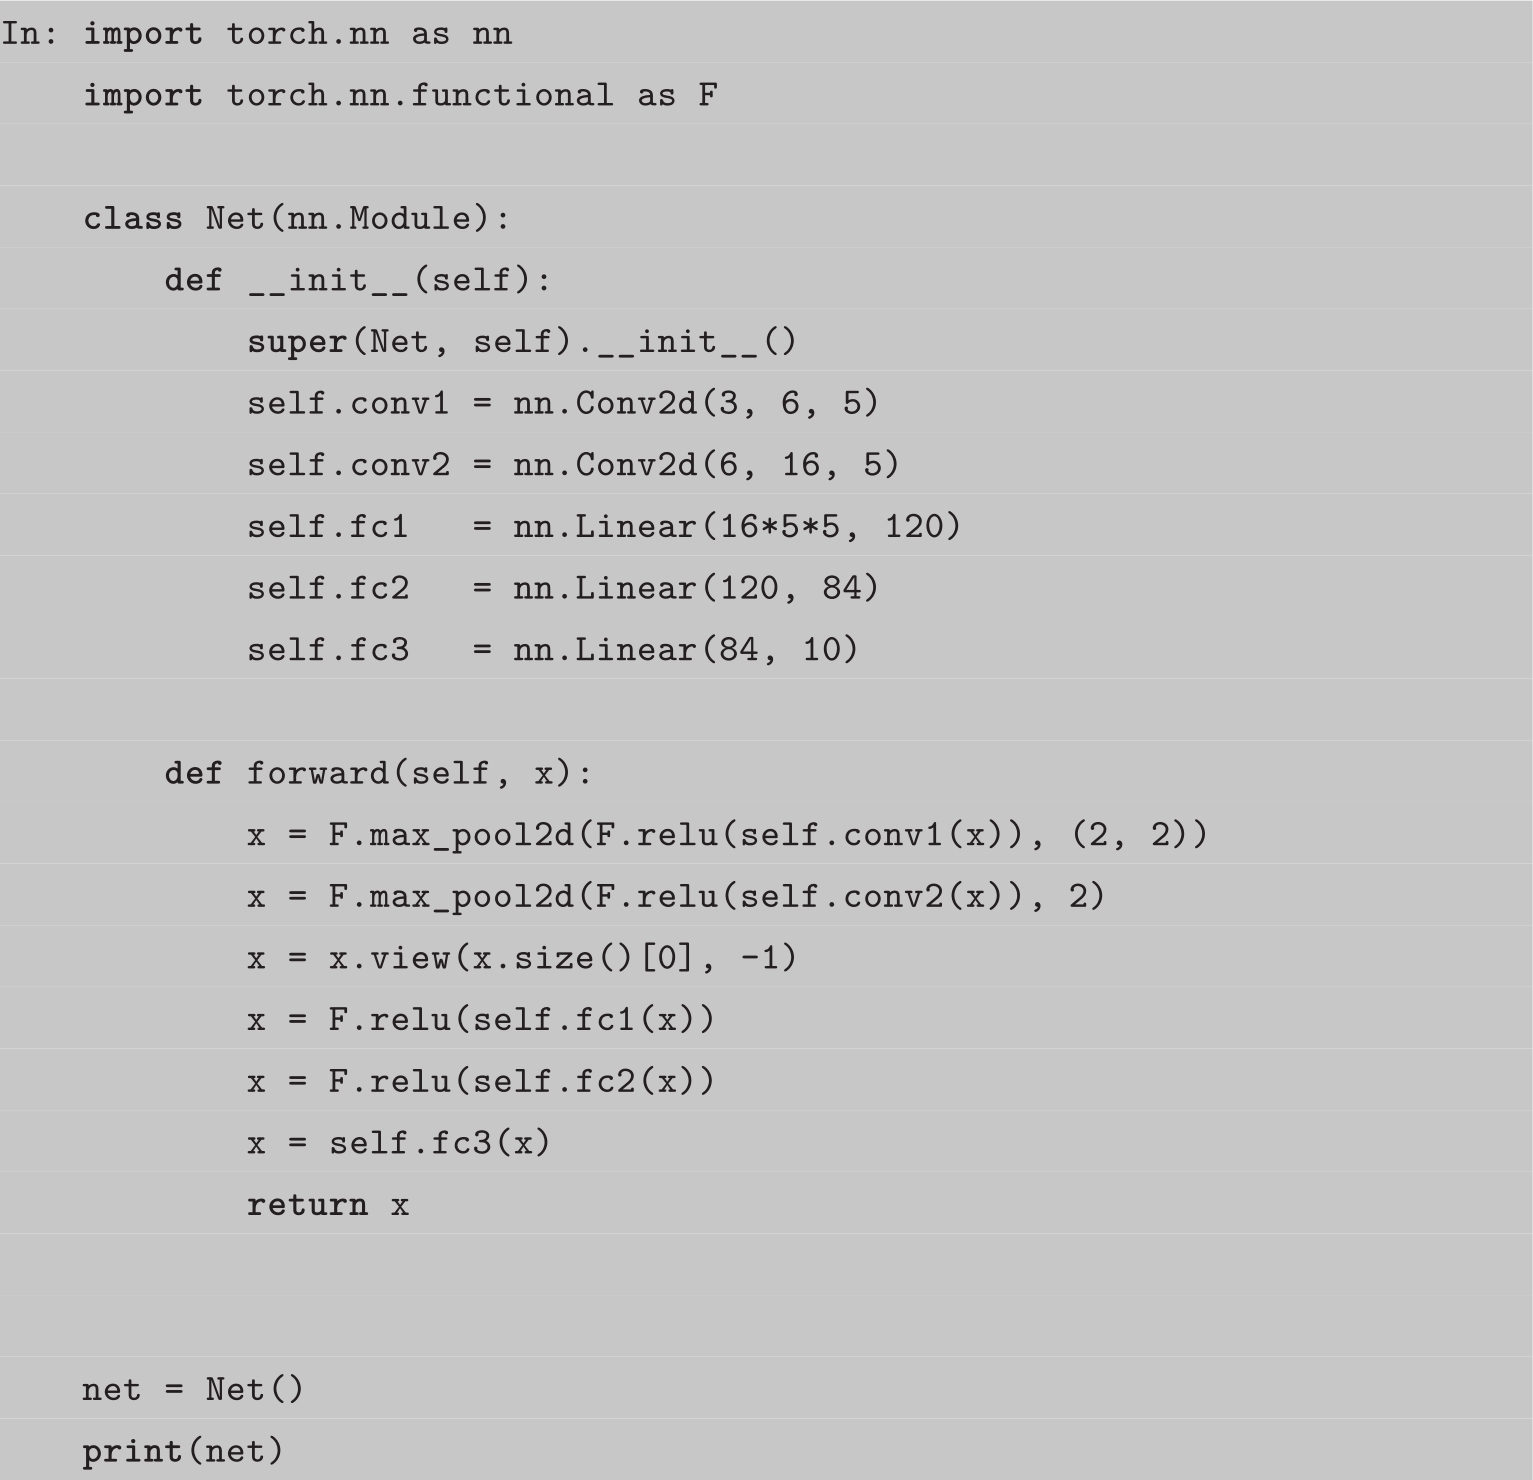 In: import torch.nn as nn
    import torch.nn.functional as F

    class Net(nn.Module):
        def __init__(self):
            super(Net, self).__init__()
            self.conv1 = nn.Conv2d(3, 6, 5)
            self.conv2 = nn.Conv2d(6, 16, 5)
            self.fc1   = nn.Linear(16*5*5, 120)
            self.fc2   = nn.Linear(120, 84)
            self.fc3   = nn.Linear(84, 10)

        def forward(self, x):
            x = F.max_pool2d(F.relu(self.conv1(x)), (2, 2))
            x = F.max_pool2d(F.relu(self.conv2(x)), 2)
            x = x.view(x.size()[0], -1)
            x = F.relu(self.fc1(x))
            x = F.relu(self.fc2(x))
            x = self.fc3(x)
            return x


    net = Net()
    print(net)